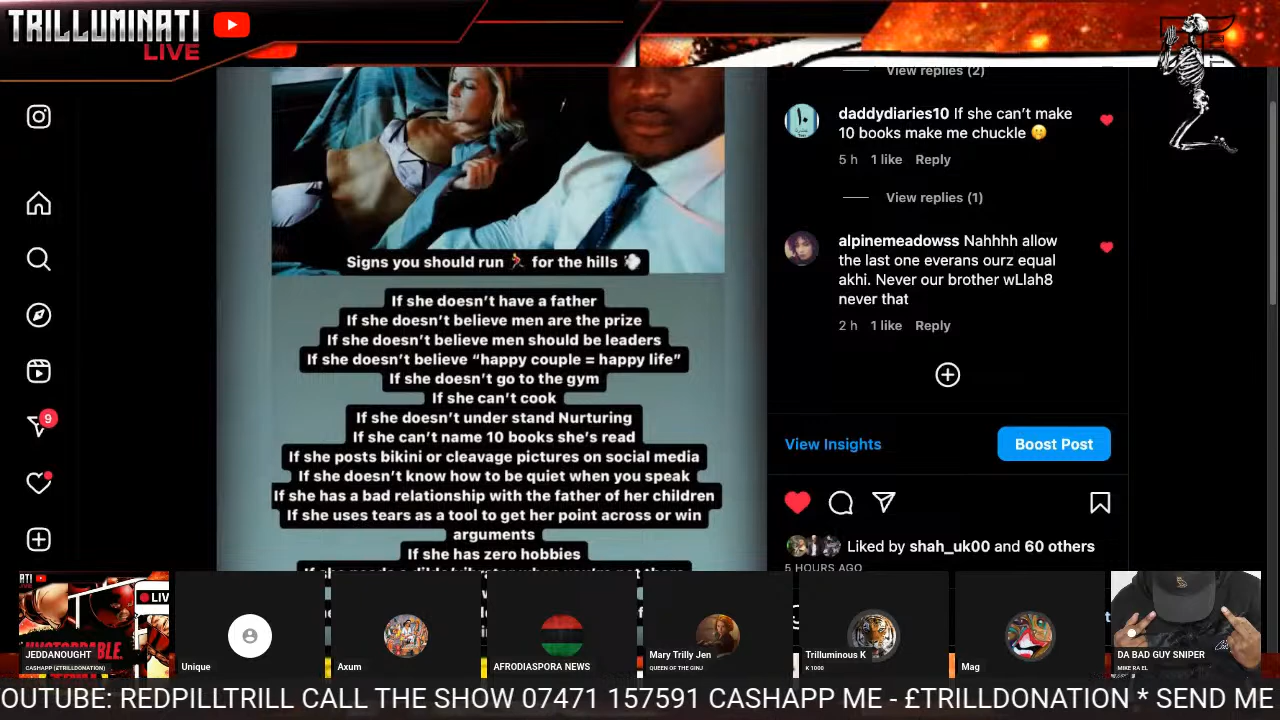 TRILLUMINATI
LIVE
View replies (2)
daddydiaries10 If she can't make
10 books make me chuckle 🤭
5 h 1 like Reply
View replies (1)
alpinemeadowss Nahhhh allow
the last one everans ourz equal
akhi. Never our brother wLlah8
never that
2 h 1 like Reply
View Insights
Boost Post
Liked by shah_uk00 and 60 others
5 HOURS AGO
9
Signs you should run 🏃 for the hills 💨
If she doesn't have a father
If she doesn't believe men are the prize
If she doesn't believe men should be leaders
If she doesn't believe "happy couple = happy life"
If she doesn't go to the gym
If she can't cook
If she doesn't under stand Nurturing
If she can't name 10 books she's read
If she posts bikini or cleavage pictures on social media
If she doesn't know how to be quiet when you speak
If she has a bad relationship with the father of her children
If she uses tears as a tool to get her point across or win
arguments
If she has zero hobbies
JEDDANOUGHT
CASHAPP (£TRILLDONATION)
Unique
Axum
AFRODIASPORA NEWS
Mary Trilly Jen
QUEEN OF THE GINJ
Trilluminous K
K 1000
Mag
DA BAD GUY SNIPER
MIKE RA EL
OUTUBE: REDPILLTRILL CALL THE SHOW 07471 157591 CASHAPP ME - £TRILLDONATION * SEND ME